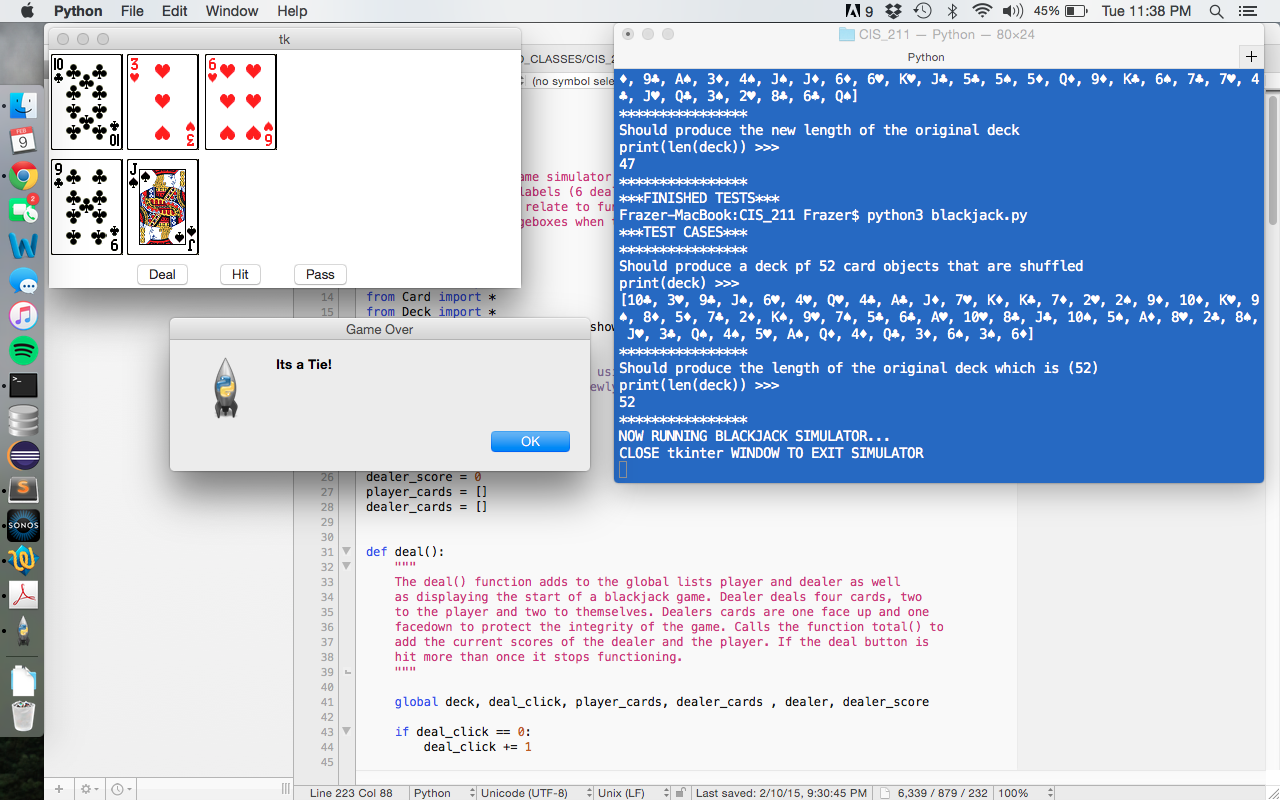 Python File Edit Window Help
9 45% Tue 11:38 PM
tk
10 3 6
10 3 6
9 J
9 J
Deal Hit Pass
Game Over
Its a Tie!
OK
CIS_211 — Python — 80×24
Python
♦, 9♣, A♠, 3♦, 4♠, J♠, J♦, 6♦, 6♥, K♥, J♣, 5♣, 5♠, 5♦, Q♦, 9♦, K♣, 6♠, 7♣, 7♥, 4
♣, J♥, Q♣, 3♠, 2♥, 8♣, 6♣, Q♠]
*****************
Should produce the new length of the original deck
print(len(deck)) >>>
47
*****************
***FINISHED TESTS***
Frazer-MacBook:CIS_211 Frazer$ python3 blackjack.py
***TEST CASES***
*****************
Should produce a deck pf 52 card objects that are shuffled
print(deck) >>>
[10♣, 3♥, 9♣, J♠, 6♥, 4♥, Q♥, 4♣, A♣, J♦, 7♥, K♦, K♣, 7♦, 2♥, 2♠, 9♦, 10♦, K♥, 9
♠, 8♦, 5♦, 7♣, 2♦, K♠, 9♥, 7♠, 5♣, 6♣, A♥, 10♥, 8♣, J♣, 10♠, 5♠, A♦, 8♥, 2♣, 8♠,
J♥, 3♣, Q♠, 4♠, 5♥, A♠, Q♦, 4♦, Q♣, 3♦, 6♠, 3♠, 6♦]
*****************
Should produce the length of the original deck which is (52)
print(len(deck)) >>>
52
*****************
NOW RUNNING BLACKJACK SIMULATOR...
CLOSE tkinter WINDOW TO EXIT SIMULATOR
D_CLASSES/CIS_2
(no symbol sele
ame simulator
labels (6 deal
relate to fun
geboxes when t
14 from Card import *
15 from Deck import *
show
usi
ewly
26 dealer_score = 0
27 player_cards = []
28 dealer_cards = []
29
30
31 def deal():
32 """
33 The deal() function adds to the global lists player and dealer as well
34 as displaying the start of a blackjack game. Dealer deals four cards, two
35 to the player and two to themselves. Dealers cards are one face up and one
36 facedown to protect the integrity of the game. Calls the function total() to
37 add the current scores of the dealer and the player. If the deal button is
38 hit more than once it stops functioning.
39 """
40
41 global deck, deal_click, player_cards, dealer_cards , dealer, dealer_score
42
43 if deal_click == 0:
44 deal_click += 1
45
Line 223 Col 88 Python Unicode (UTF-8) Unix (LF) Last saved: 2/10/15, 9:30:45 PM 6,339 / 879 / 232 100%
FEB
9
2
SONOS